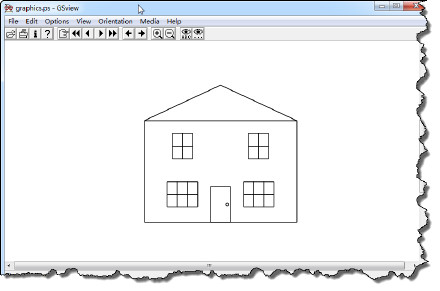 graphics.ps - GSview
File Edit Options View Orientation Media Help